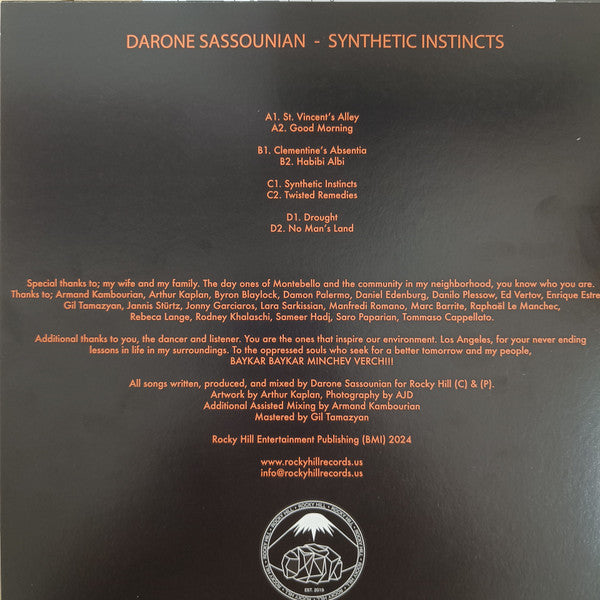 DARONE SASSOUNIAN - SYNTHETIC INSTINCTS
A1. St. Vincent's Alley
A2. Good Morning
B1. Clementine's Absentia
B2. Habibi Albi
C1. Synthetic Instincts
C2. Twisted Remedies
D1. Drought
D2. No Man's Land
Special thanks to; my wife and my family. The day ones of Montebello and the community in my neighborhood, you know who you are.
Thanks to; Armand Kambourian, Arthur Kaplan, Byron Blaylock, Damon Palermo, Daniel Edenburg, Danilo Plessow, Ed Vertov, Enrique Estre
Gil Tamazyan, Jannis Stürtz, Jonny Garciaros, Lara Sarkissian, Manfredi Romano, Marc Barrite, Raphaël Le Manchec,
Rebeca Lange, Rodney Khalaschi, Sameer Hadj, Saro Paparian, Tommaso Cappellato.
Additional thanks to you, the dancer and listener. You are the ones that inspire our environment. Los Angeles, for your never ending
lessons in life in my surroundings. To the oppressed souls who seek for a better tomorrow and my people,
BAYKAR BAYKAR MINCHEV VERCH!!!
All songs written, produced, and mixed by Darone Sassounian for Rocky Hill (C) & (P).
Artwork by Arthur Kaplan, Photography by AJD
Additional Assisted Mixing by Armand Kambourian
Mastered by Gil Tamazyan
Rocky Hill Entertainment Publishing (BMI) 2024
www.rockyhillrecords.us
info@rockyhillrecords.us
ROCKY HILL • ROCKY HILL • ROCKY HILL
EST. 2019